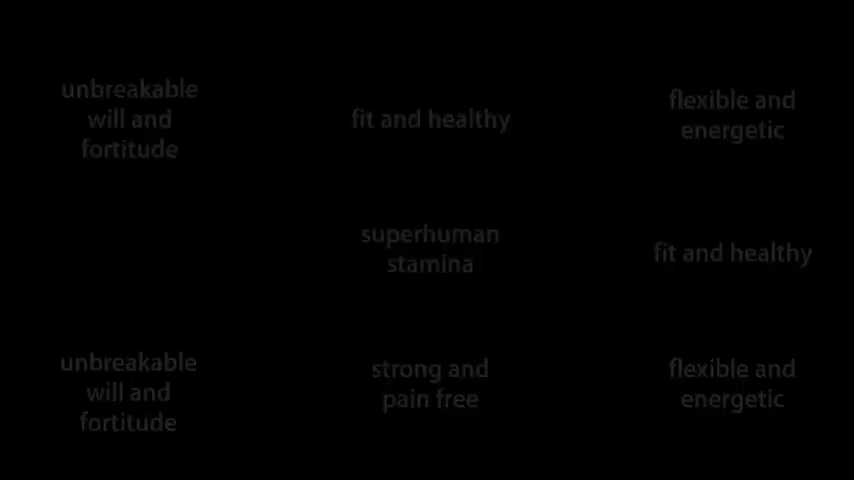 unbreakable
will and
fortitude
fit and healthy
flexible and
energetic
superhuman
stamina
fit and healthy
unbreakable
will and
fortitude
strong and
pain free
flexible and
energetic